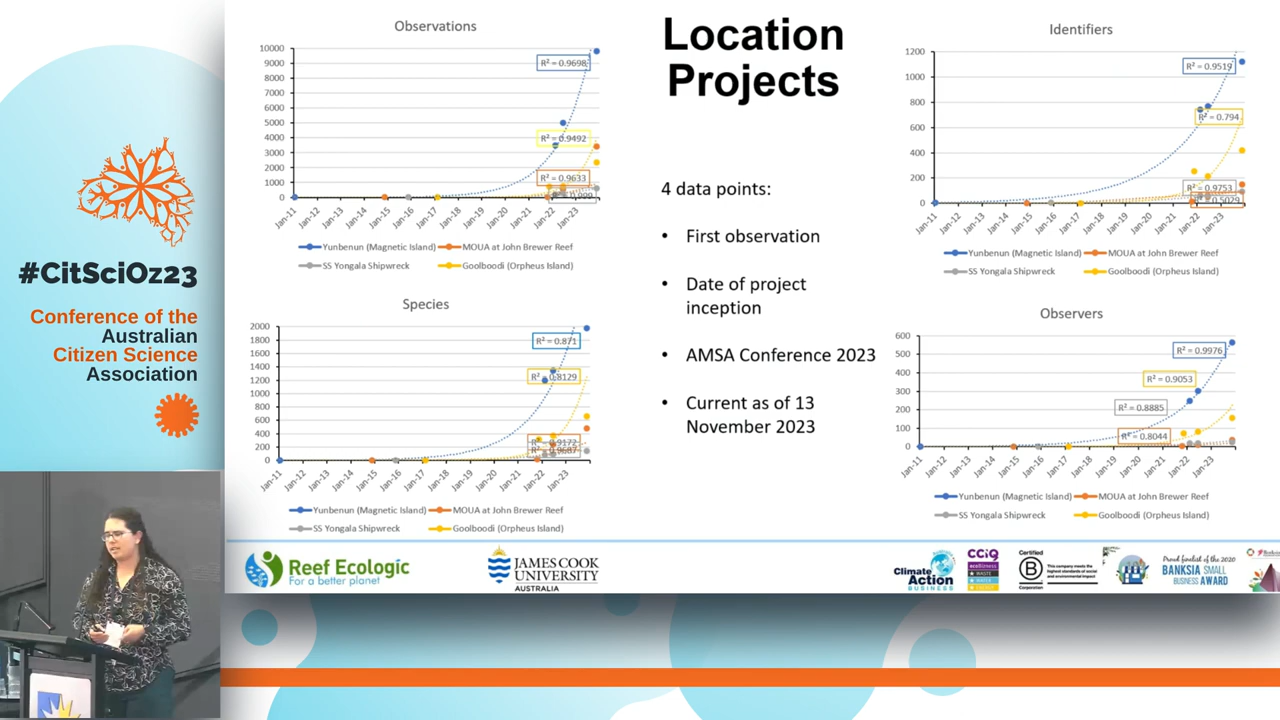 #CitSciOz23
Conference of the
Australian
Citizen Science
Association
Location
Projects
4 data points:
• First observation
• Date of project
inception
• AMSA Conference 2023
• Current as of 13
November 2023
Observations
10000
9000
8000
7000
6000
5000
4000
3000
2000
1000
0
R² = 0.9698
R² = 0.9492
R² = 0.9633
Jan-11 Jan-12 Jan-13 Jan-14 Jan-15 Jan-16 Jan-17 Jan-18 Jan-19 Jan-20 Jan-21 Jan-22 Jan-23
Yunbenun (Magnetic Island) MOUA at John Brewer Reef
SS Yongala Shipwreck Goolboodi (Orpheus Island)
Identifiers
1200
1000
800
600
400
200
0
R² = 0.9519
R² = 0.794
R² = 0.9753
R² = 0.5029
Jan-11 Jan-12 Jan-13 Jan-14 Jan-15 Jan-16 Jan-17 Jan-18 Jan-19 Jan-20 Jan-21 Jan-22 Jan-23
Yunbenun (Magnetic Island) MOUA at John Brewer Reef
SS Yongala Shipwreck Goolboodi (Orpheus Island)
Species
2000
1800
1600
1400
1200
1000
800
600
400
200
0
R² = 0.871
R² = 0.8129
R² = 0.9172
R² = 0.9687
Jan-11 Jan-12 Jan-13 Jan-14 Jan-15 Jan-16 Jan-17 Jan-18 Jan-19 Jan-20 Jan-21 Jan-22 Jan-23
Yunbenun (Magnetic Island) MOUA at John Brewer Reef
SS Yongala Shipwreck Goolboodi (Orpheus Island)
Observers
600
500
400
300
200
100
0
R² = 0.9976
R² = 0.9053
R² = 0.8885
R² = 0.8044
Jan-11 Jan-12 Jan-13 Jan-14 Jan-15 Jan-16 Jan-17 Jan-18 Jan-19 Jan-20 Jan-21 Jan-22 Jan-23
Yunbenun (Magnetic Island) MOUA at John Brewer Reef
SS Yongala Shipwreck Goolboodi (Orpheus Island)
Reef Ecologic
For a better planet
JAMES COOK
UNIVERSITY
AUSTRALIA
Climate
Action
BUSINESS
CCIQ
ecoBusiness
WASTE
WATER
Certified
B
Corporation
This company meets the
highest standards of social
and environmental impact
Proud finalist of the 2020
BANKSIA SMALL
BUSINESS AWARD